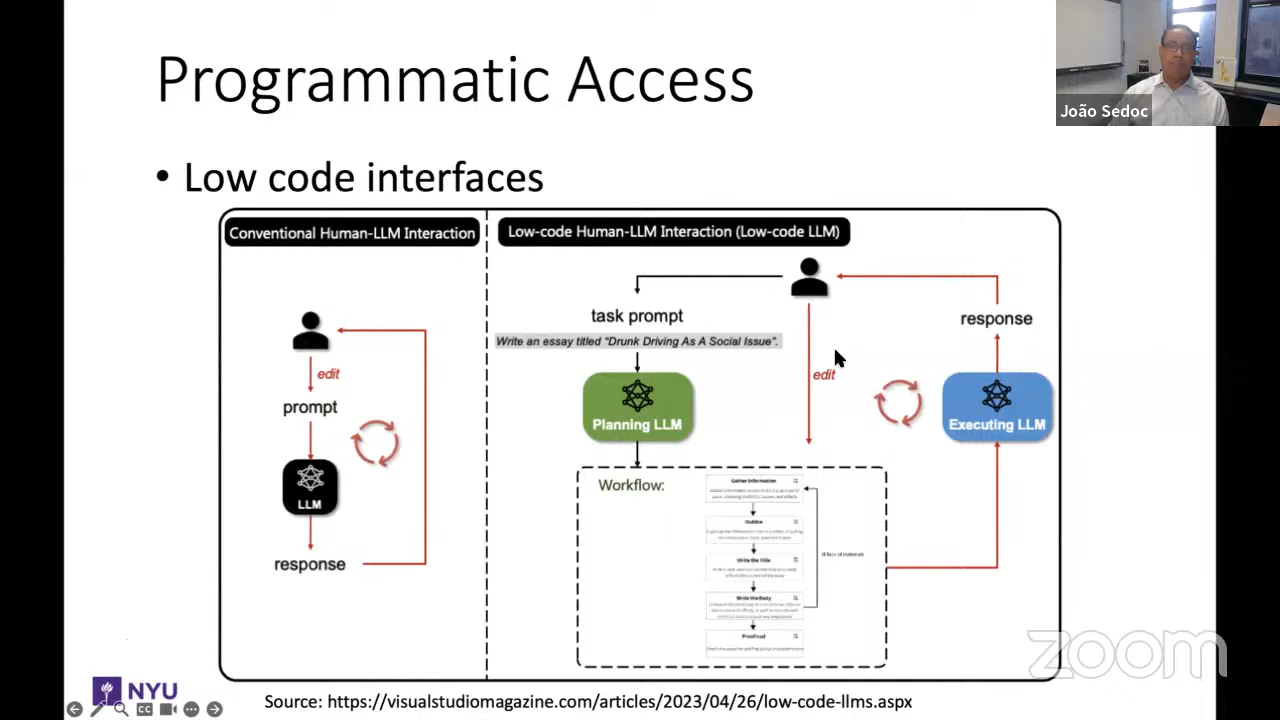 Programmatic Access
João Sedoc
• Low code interfaces
Conventional Human-LLM Interaction
edit
prompt
LLM
response
Low-code Human-LLM Interaction (Low-code LLM)
task prompt
Write an essay titled “Drunk Driving As A Social Issue”.
Planning LLM
edit
response
Executing LLM
Workflow:
Gather Information
Outline
Write the Title
Write the Body
Proofread
zoom
NYU
CC
Source: https://visualstudiomagazine.com/articles/2023/04/26/low-code-llms.aspx